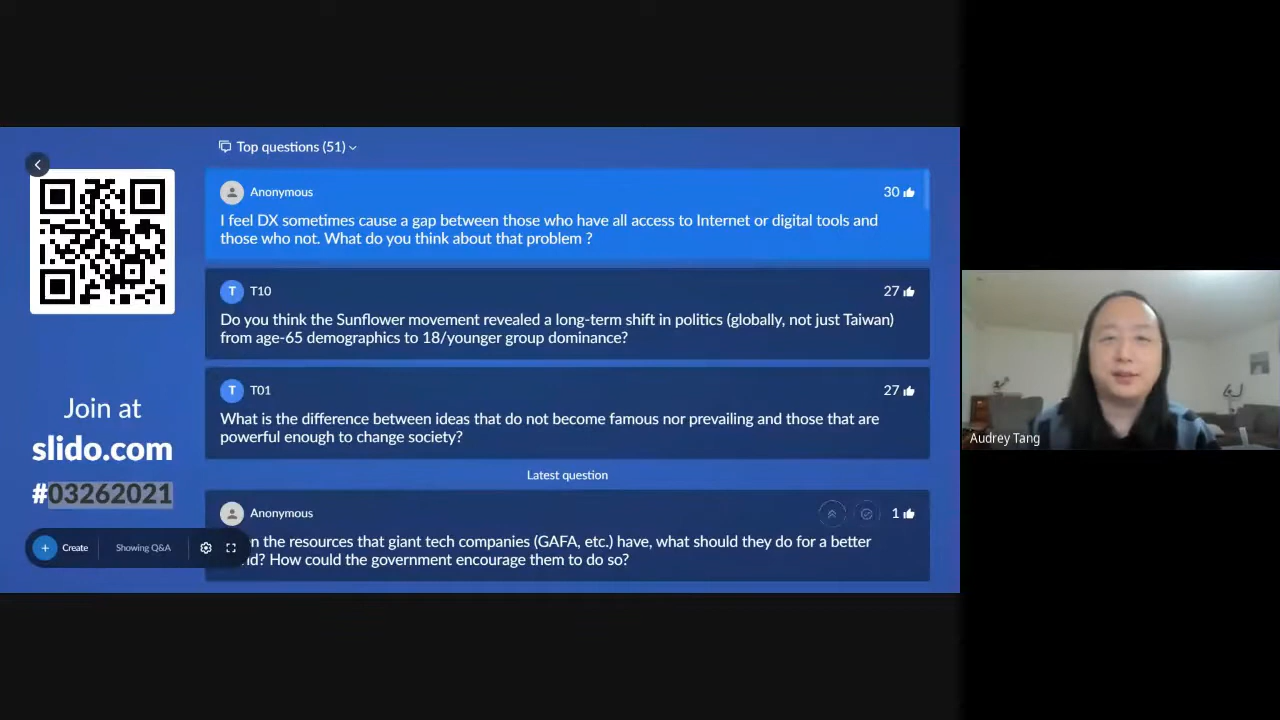 Top questions (51)
Anonymous
30
I feel DX sometimes cause a gap between those who have all access to Internet or digital tools and
those who not. What do you think about that problem ?
T T10
27
Do you think the Sunflower movement revealed a long-term shift in politics (globally, not just Taiwan)
from age-65 demographics to 18/younger group dominance?
T T01
27
What is the difference between ideas that do not become famous nor prevailing and those that are
powerful enough to change society?
Latest question
Anonymous
1
the resources that giant tech companies (GAFA, etc.) have, what should they do for a better
How could the government encourage them to do so?
Join at
slido.com
#03262021
Create
Showing Q&A
Audrey Tang